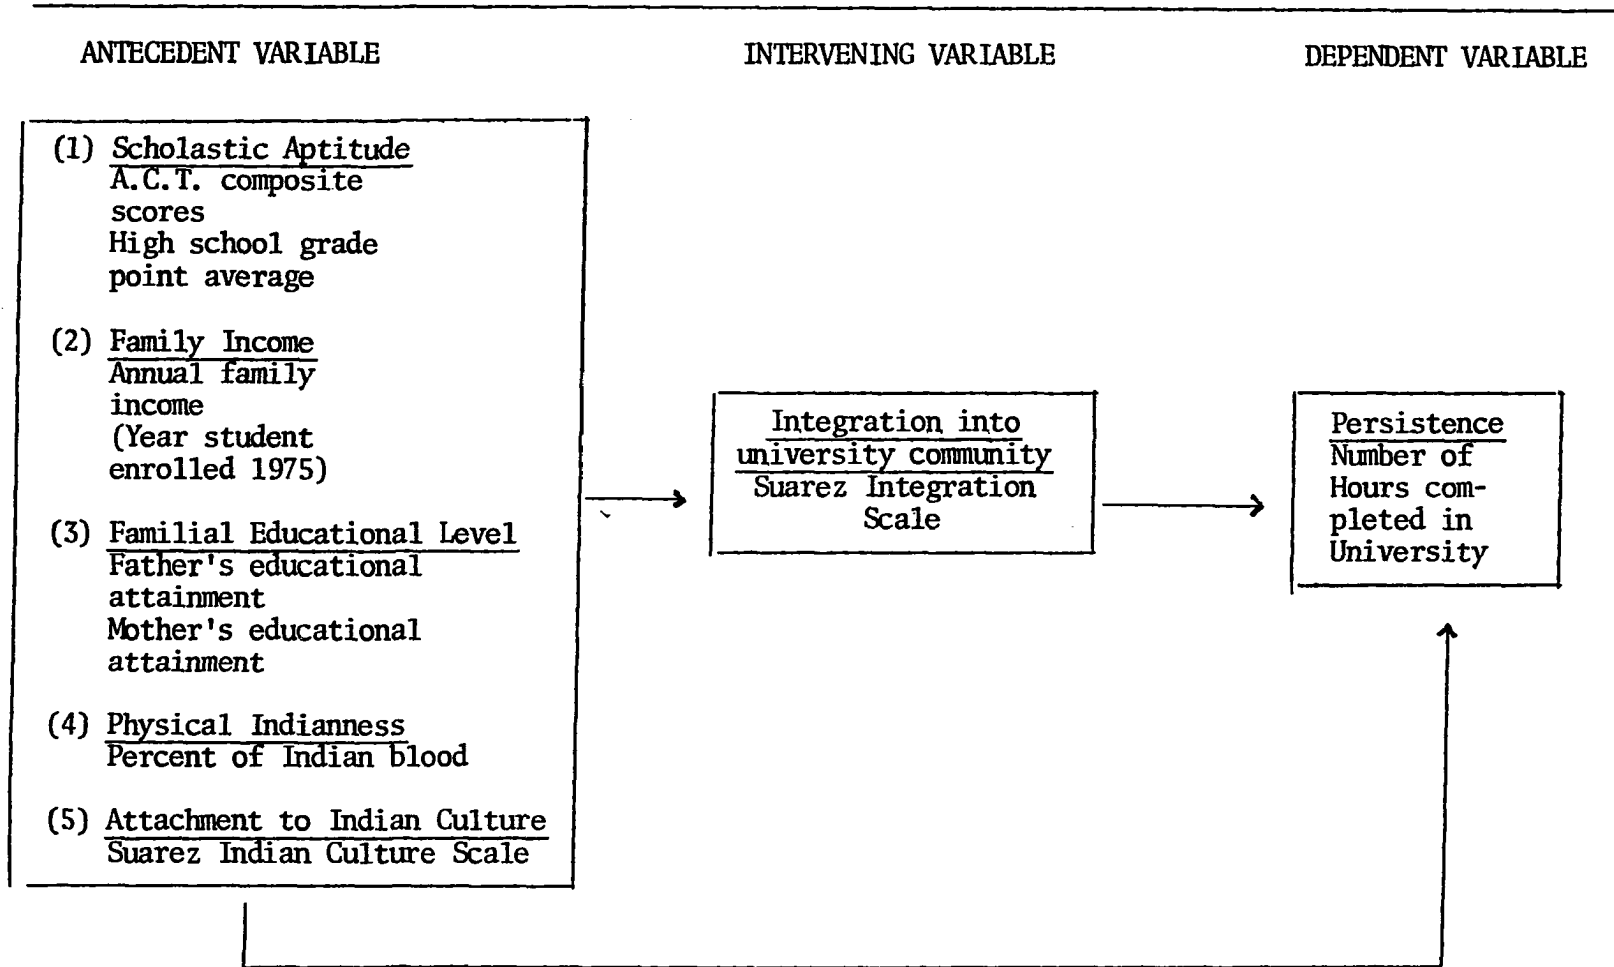 ANTECEDENT VARIABLE
INTERVENING VARIABLE
DEPENDENT VARIABLE
(1) Scholastic Aptitude
A.C.T. composite
scores
High school grade
point average
(2) Family Income
Annual family
income
(Year student
enrolled 1975)
(3) Familial Educational Level
Father's educational
attainment
Mother's educational
attainment
(4) Physical Indianness
Percent of Indian blood
(5) Attachment to Indian Culture
Suarez Indian Culture Scale
Integration into
university community
Suarez Integration
Scale
Persistence
Number of
Hours com-
pleted in
University